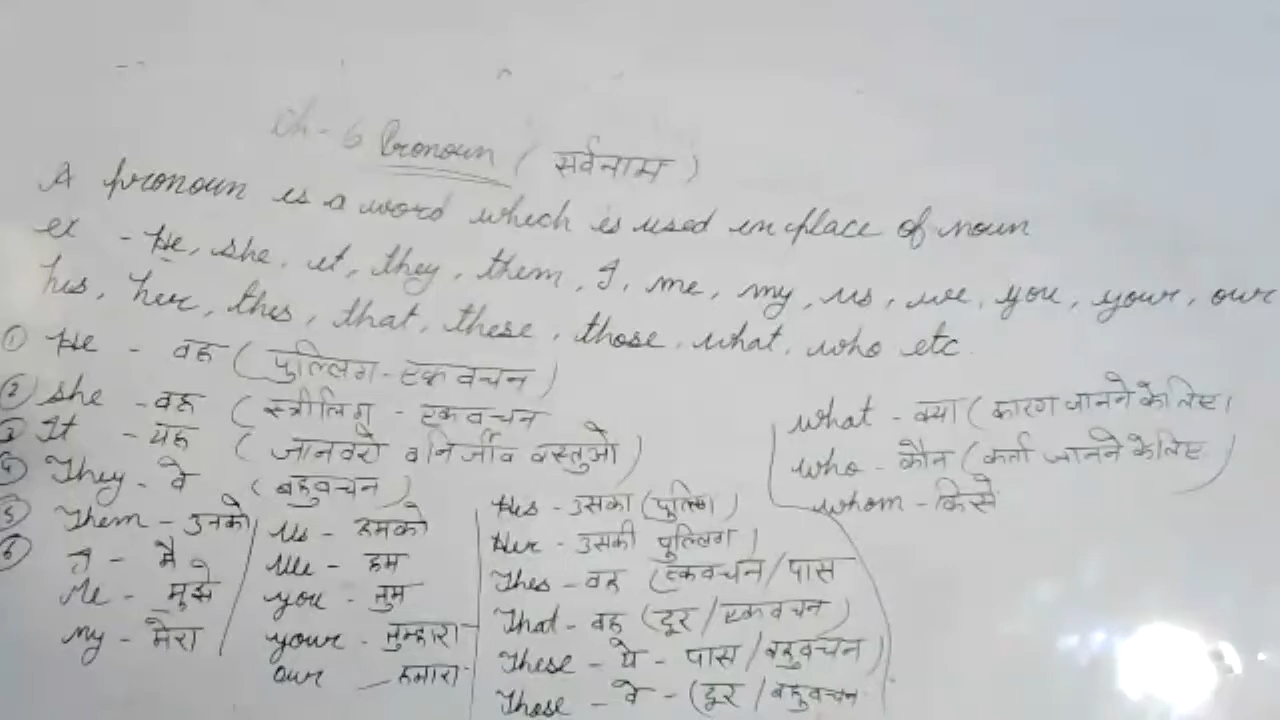 Ch - 6 Pronoun ( सर्वनाम )
A pronoun is a word which is used in place of noun
ex - He, she, it, they, them, I, me, my, us, we, you, your, our
his, her, this, that, these, those, what, who etc.
① He - वह ( पुल्लिग - एकवचन )
② she - वह ( स्त्रीलिग - एकवचन
③ It - यह ( जानवरो व निर्जीव वस्तुओ )
④ They - वे ( बहुवचन )
⑤ Them - उनको
⑥ I - मै
Me - मुझे
my - मेरा
us - हमको
we - हम
you - तुम
your - तुम्हारा
our - हमारा
His - उसका (पुल्लिग )
Her - उसकी पुल्लिग )
This - वह (एकवचन / पास
That - वह (दूर / एकवचन )
These - ये - पास / बहुवचन )
Those - वे - (दूर / बहुवचन
what - क्या ( कारण जानने के लिए )
who - कौन ( कर्ता जानने के लिए )
whom - किसे